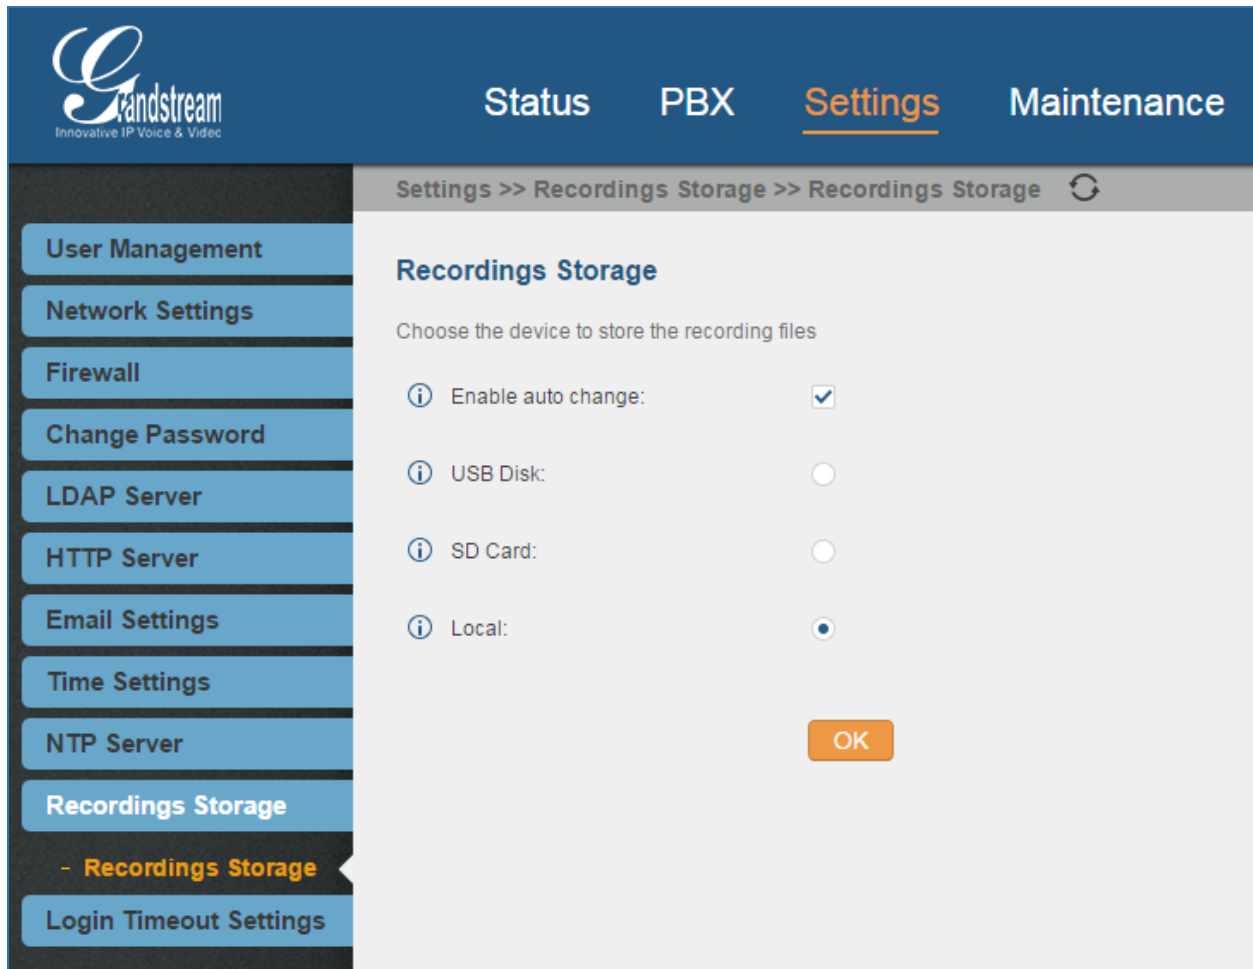 Grandstream
Innovative IP Voice & Video
Status PBX Settings Maintenance
Settings >> Recordings Storage >> Recordings Storage
User Management
Network Settings
Firewall
Change Password
LDAP Server
HTTP Server
Email Settings
Time Settings
NTP Server
Recordings Storage
- Recordings Storage
Login Timeout Settings
Recordings Storage
Choose the device to store the recording files
Enable auto change:
USB Disk:
SD Card:
Local:
OK